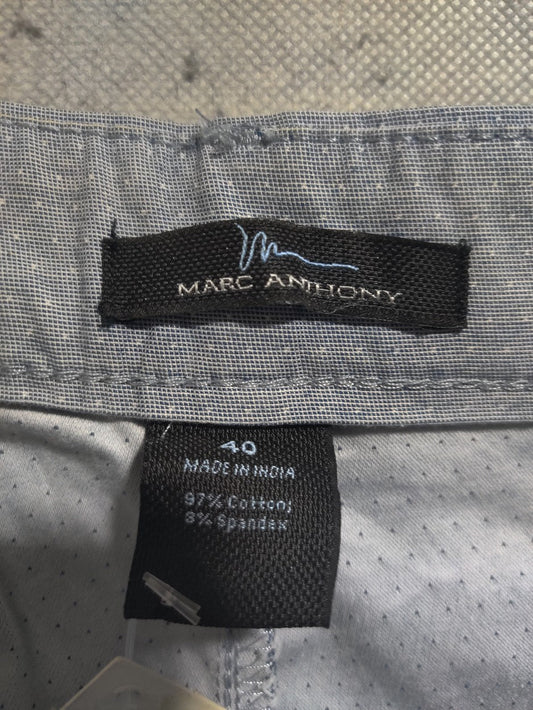 MARC ANTHONY
40
MADE IN INDIA
97% Cotton;
3% Spandex